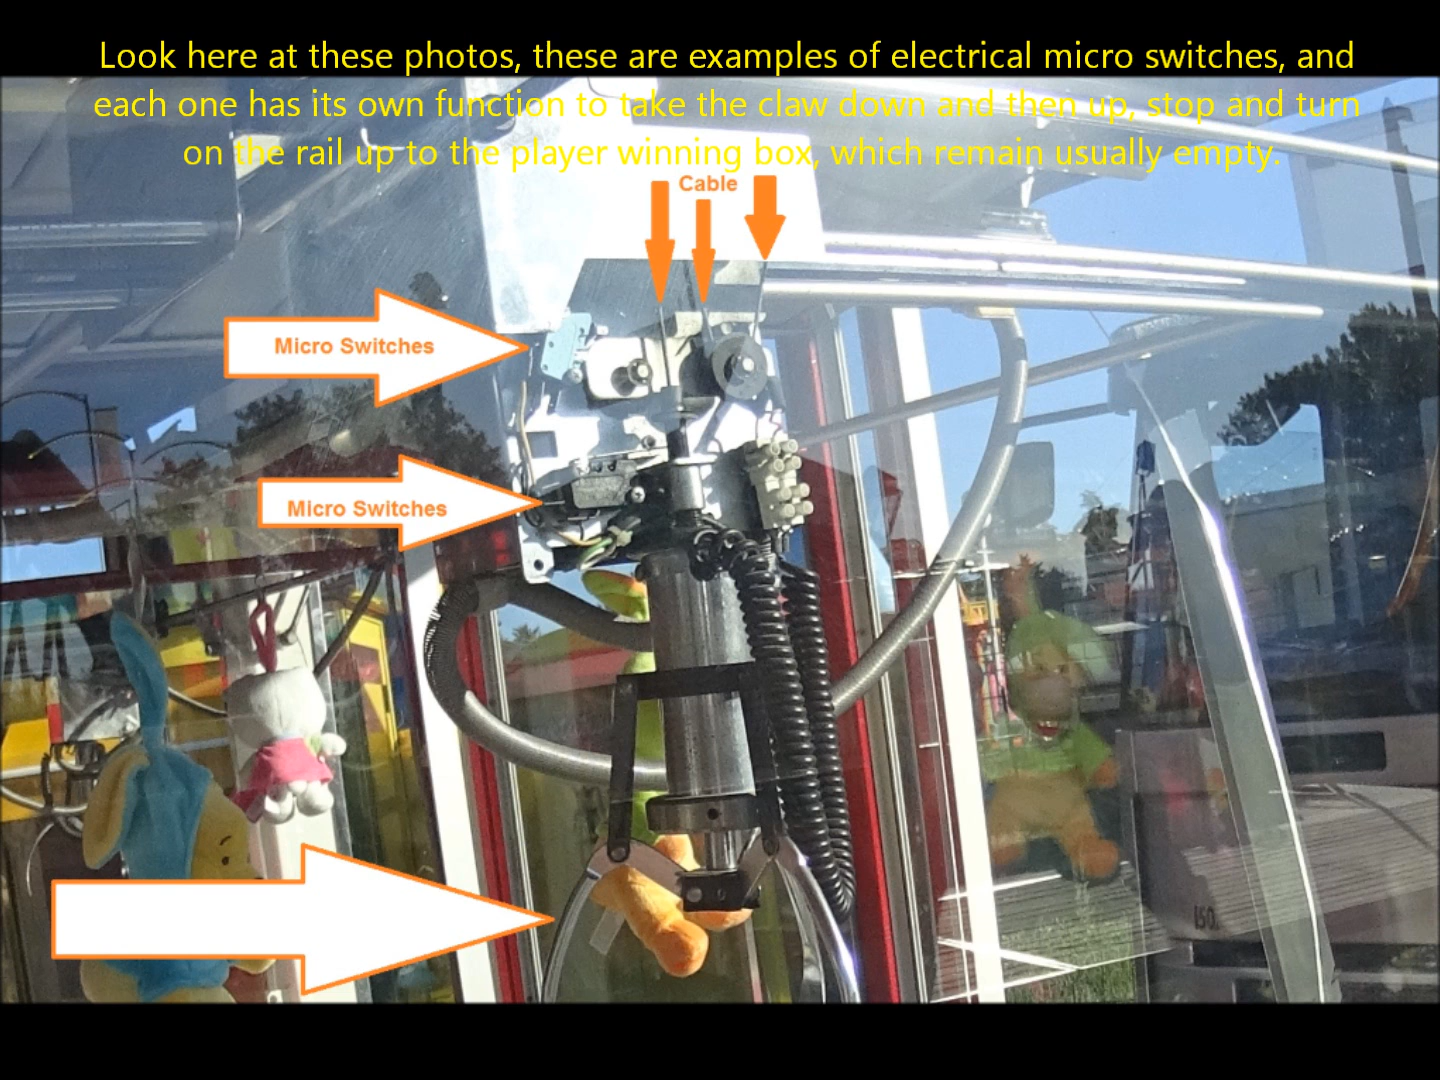 Look here at these photos, these are examples of electrical micro switches, and
each one has its own function to take the claw down and then up, stop and turn
on the rail up to the player winning box, which remain usually empty.
Cable
Micro Switches
Micro Switches
150